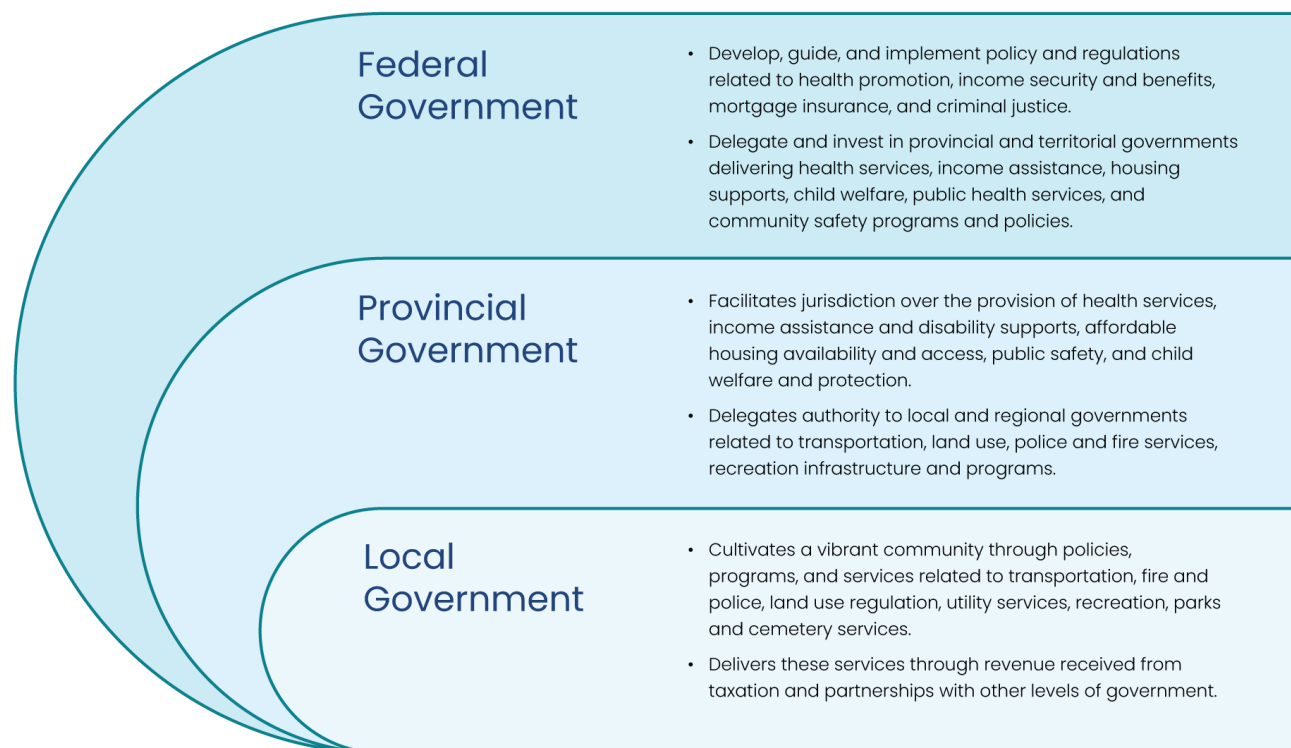 Federal
Government
• Develop, guide, and implement policy and regulations
related to health promotion, income security and benefits,
mortgage insurance, and criminal justice.
• Delegate and invest in provincial and territorial governments
delivering health services, income assistance, housing
supports, child welfare, public health services, and
community safety programs and policies.
Provincial
Government
• Facilitates jurisdiction over the provision of health services,
income assistance and disability supports, affordable
housing availability and access, public safety, and child
welfare and protection.
• Delegates authority to local and regional governments
related to transportation, land use, police and fire services,
recreation infrastructure and programs.
Local
Government
• Cultivates a vibrant community through policies,
programs, and services related to transportation, fire and
police, land use regulation, utility services, recreation, parks
and cemetery services.
• Delivers these services through revenue received from
taxation and partnerships with other levels of government.